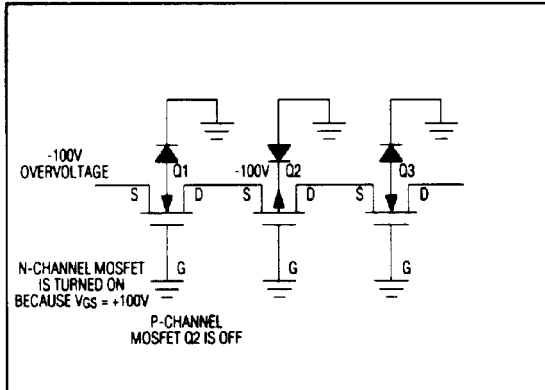 -100V
OVERVOLTAGE
Q1
-100V
Q2
Q3
S
D
S
D
S
D
G
G
G
N-CHANNEL MOSFET
IS TURNED ON
BECAUSE VGS = +100V
P-CHANNEL
MOSFET Q2 IS OFF